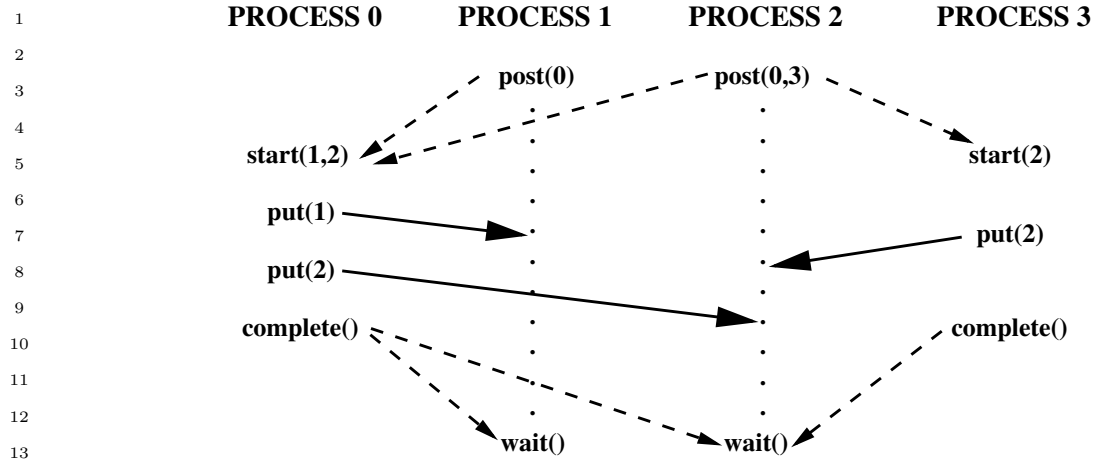 1 PROCESS 0 PROCESS 1 PROCESS 2 PROCESS 3
2
3 post(0) post(0,3)
4
5 start(1,2) start(2)
6
put(1)
7 put(2)
8 put(2)
9
10 complete() complete()
11
12
13 wait() wait()